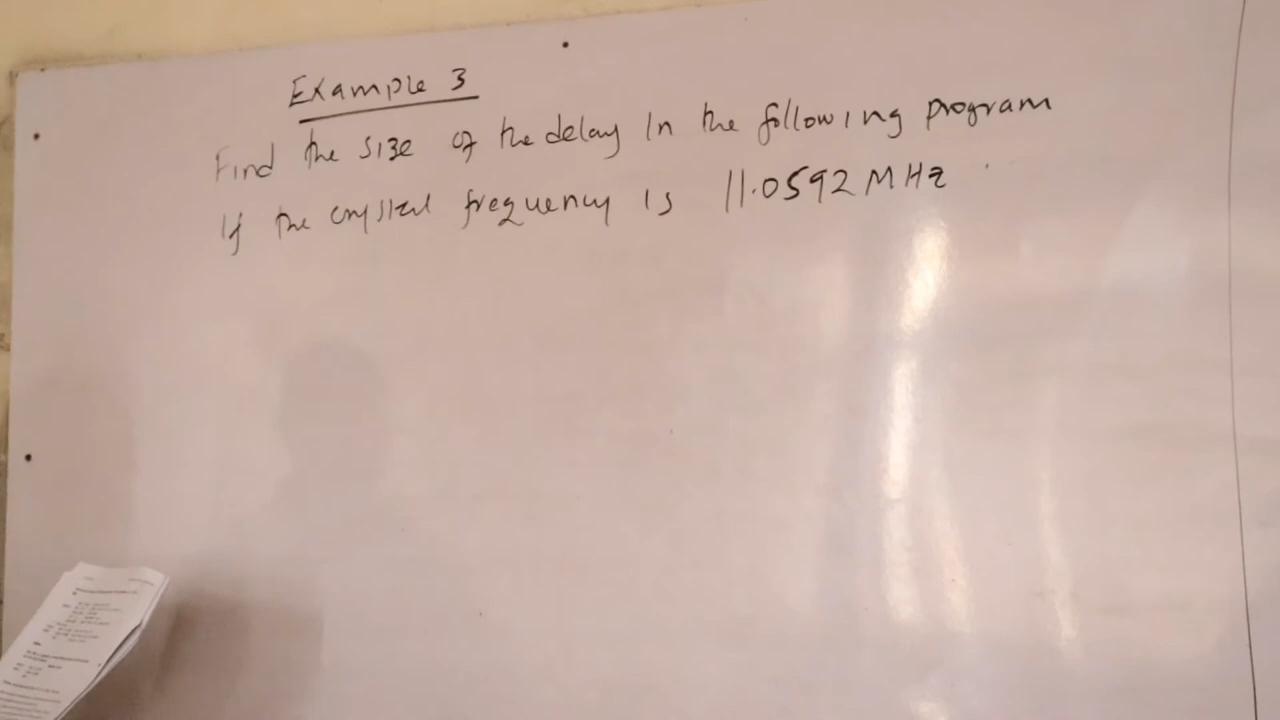 Example 3
Find the size of the delay in the following program
If the crystal frequency is 11.0592 MHz